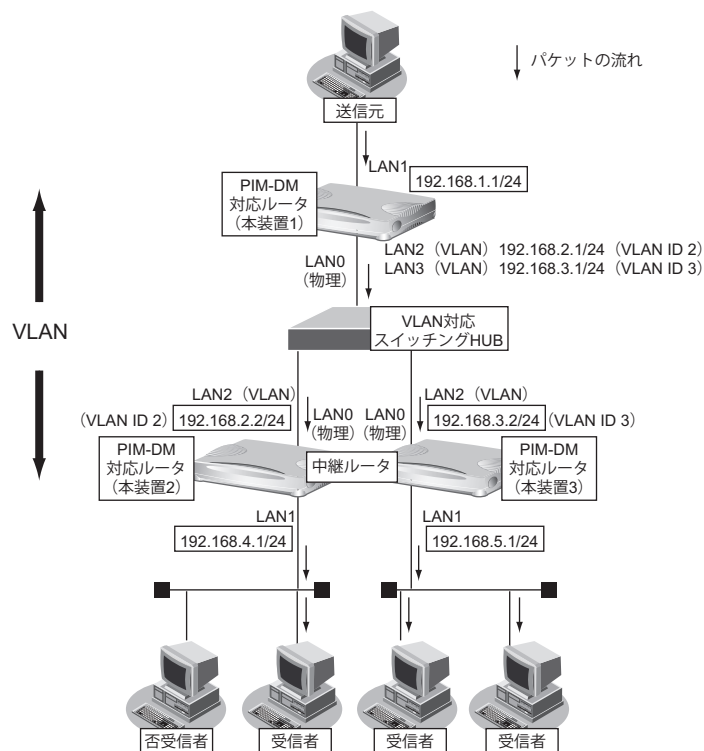 パケットの流れ
送信元
LAN1
192.168.1.1/24
PIM-DM
対応ルータ
（本装置1）
LAN2（VLAN）192.168.2.1/24（VLAN ID 2）
LAN3（VLAN）192.168.3.1/24（VLAN ID 3）
LAN0
（物理）
VLAN
VLAN対応
スイッチングHUB
LAN2（VLAN）
（VLAN ID 2）192.168.2.2/24
LAN0
（物理）
LAN0
（物理）
LAN2（VLAN）
192.168.3.2/24（VLAN ID 3）
PIM-DM
対応ルータ
（本装置2）
中継ルータ
PIM-DM
対応ルータ
（本装置3）
LAN1
192.168.4.1/24
LAN1
192.168.5.1/24
否受信者
受信者
受信者
受信者